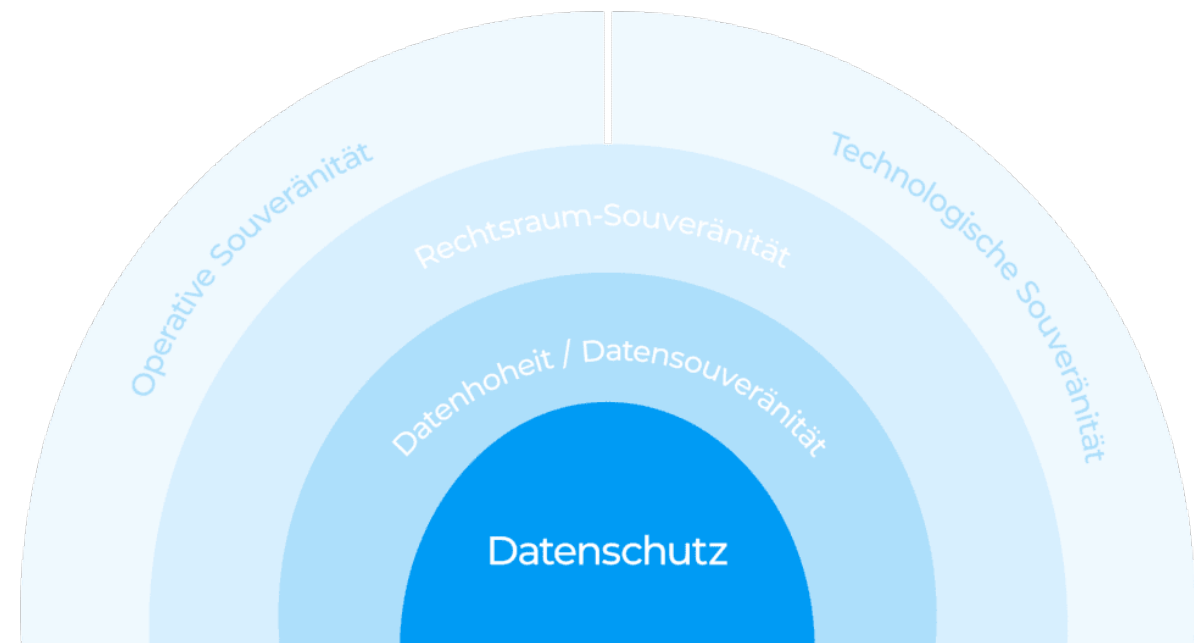 Operative Souveränität
Technologische Souveränität
Rechtsraum-Souveränität
Datenhoheit / Datensouveränität
Datenschutz